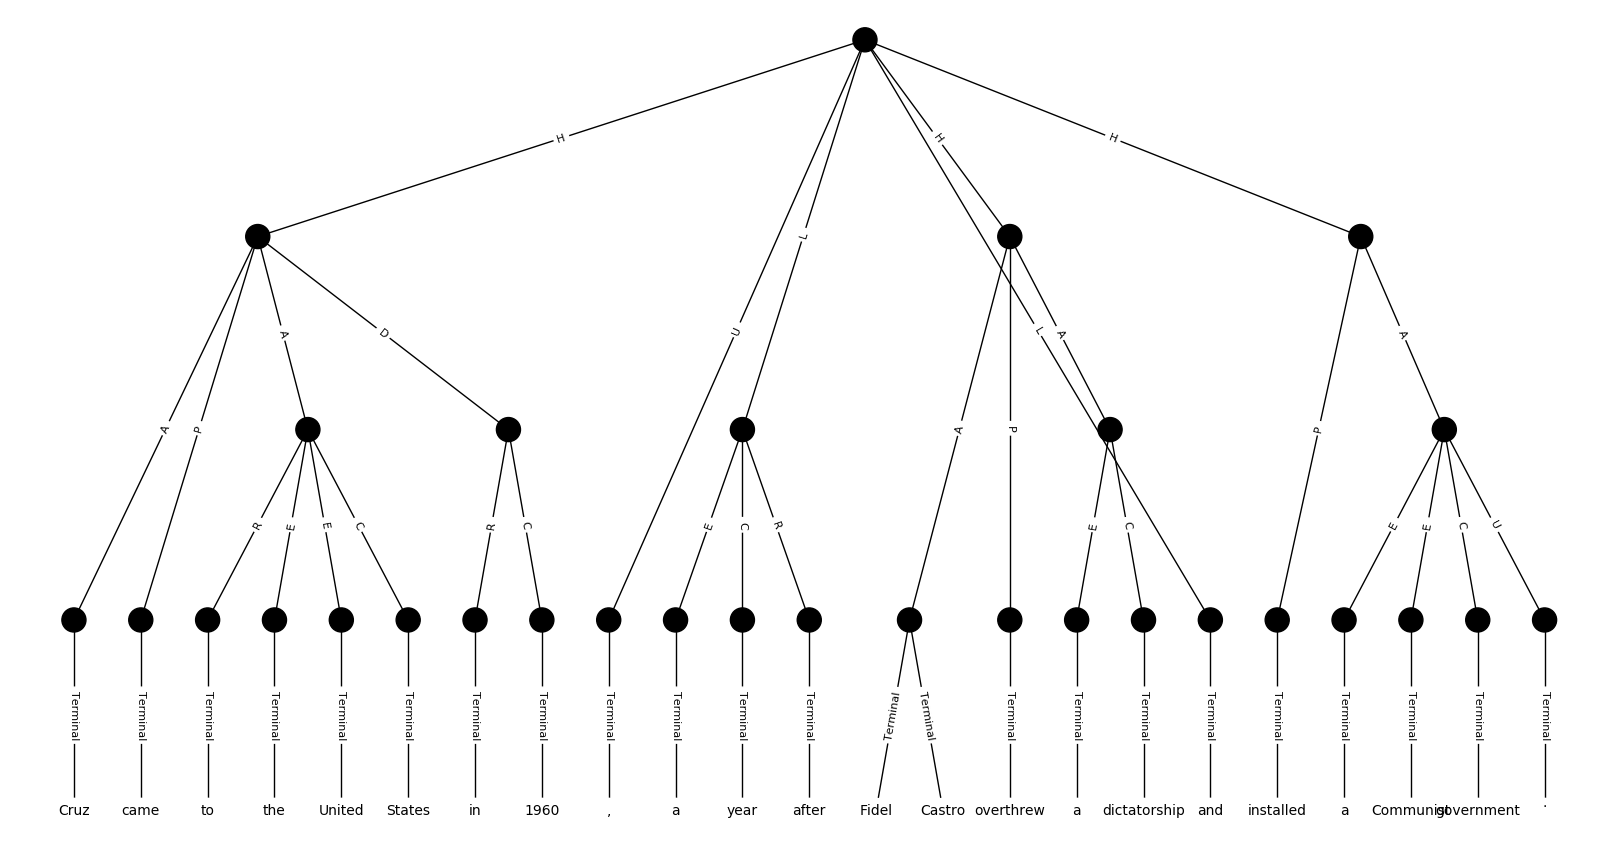 H H H
U L L
A P A D A P A P A
R E E C R C E C R E C E E C U
Terminal Terminal Terminal Terminal Terminal Terminal Terminal Terminal Terminal Terminal Terminal Terminal Terminal Terminal Terminal Terminal Terminal Terminal Terminal Terminal Terminal Terminal Terminal
Cruz came to the United States in 1960 , a year after Fidel Castro overthrew a dictatorship and installed a Communist government .